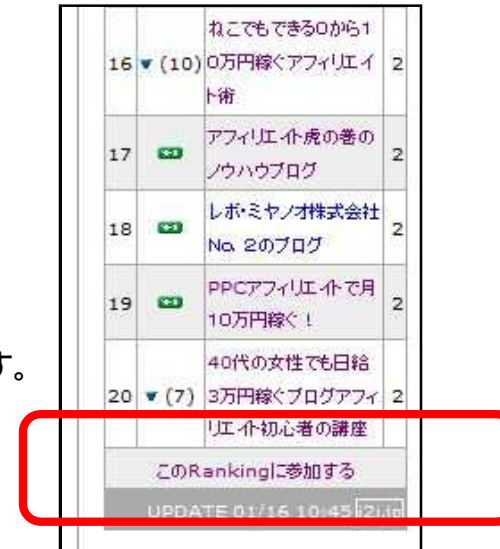 ねこでもできる0から1
16 ▼ (10) 0万円稼ぐアフィリエイ 2
ト術
アフィリエイト虎の巻の
17 2
ノウハウブログ
レボ・ミヤノオ株式会社
18 2
No. 2のブログ
PPCアフィリエイトで月
19 2
10万円稼ぐ！
40代の女性でも日給
20 ▼ (7) 3万円稼ぐブログアフィ 2
リエイト初心者の講座
す。
このRankingに参加する
UPDATE 01/16 10:45 i2i.jp